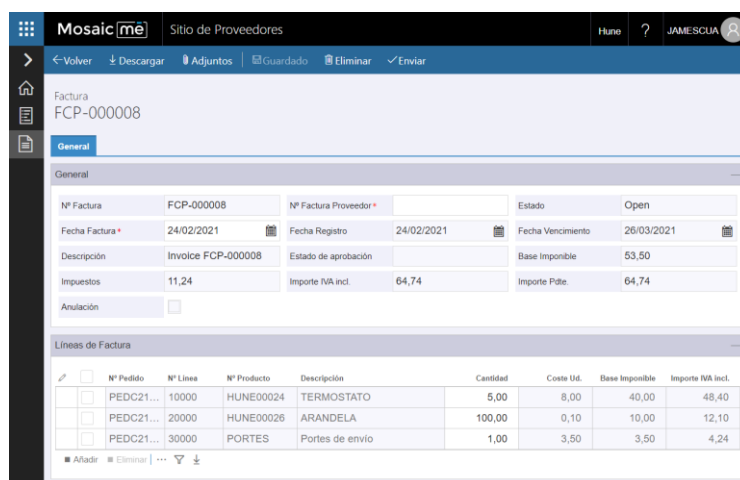 Mosaic mē Sitio de Proveedores Hune ? JAMESCUA
Volver Descargar Adjuntos Guardado Eliminar Enviar
Factura
FCP-000008
General
General
Nº Factura FCP-000008 Nº Factura Proveedor * Estado Open
Fecha Factura * 24/02/2021 Fecha Registro 24/02/2021 Fecha Vencimiento 26/03/2021
Descripción Invoice FCP-000008 Estado de aprobación Base Imponible 53,50
Impuestos 11,24 Importe IVA incl. 64,74 Importe Pdte. 64,74
Anulación
Líneas de Factura
Nº Pedido Nº Línea Nº Producto Descripción Cantidad Coste Ud. Base Imponible Importe IVA incl.
PEDC21... 10000 HUNE00024 TERMOSTATO 5,00 8,00 40,00 48,40
PEDC21... 20000 HUNE00026 ARANDELA 100,00 0,10 10,00 12,10
PEDC21... 30000 PORTES Portes de envío 1,00 3,50 3,50 4,24
Añadir Eliminar ...